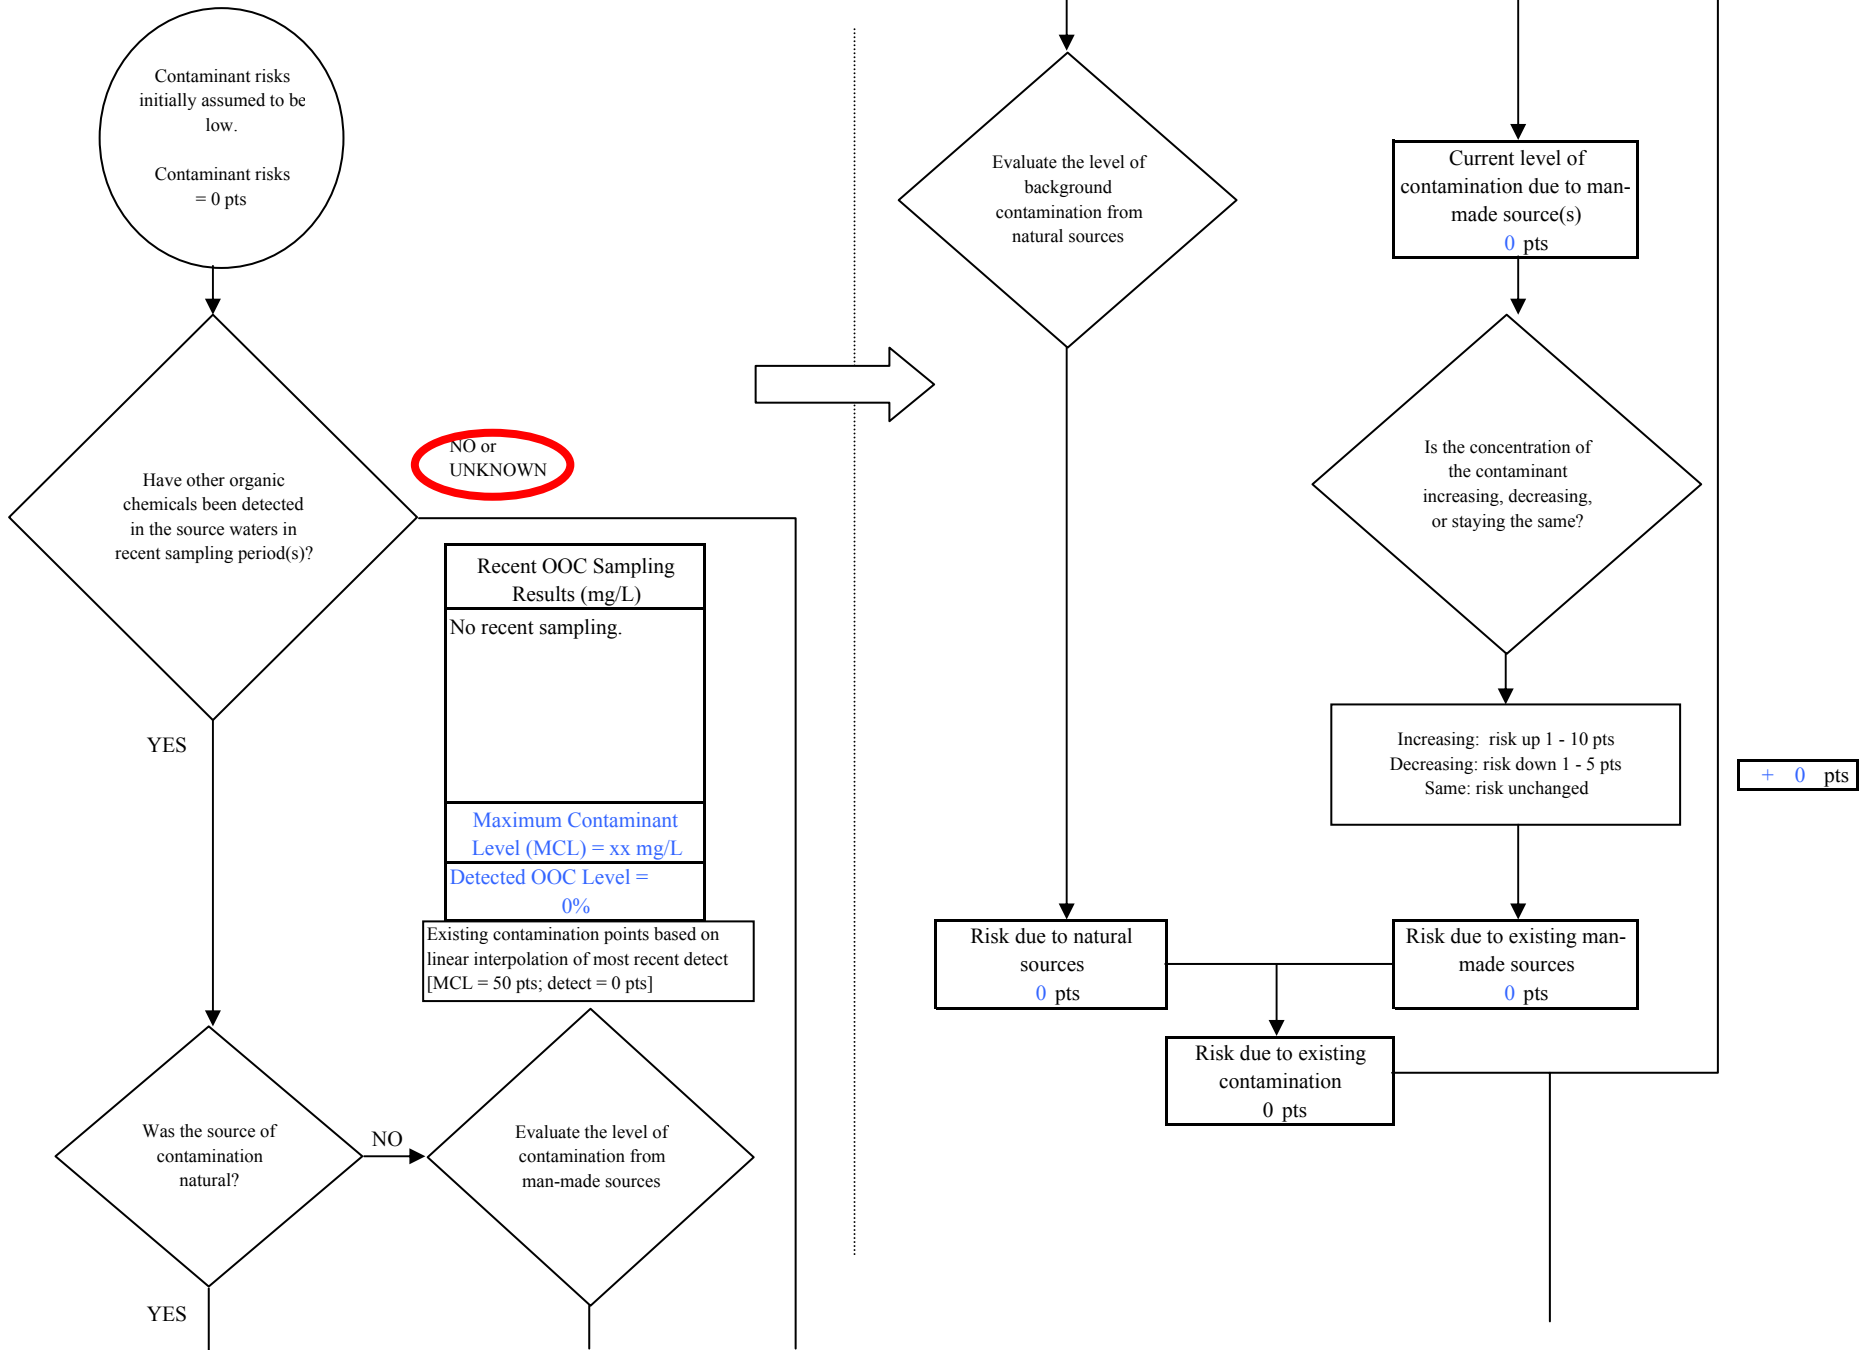 Contaminant risks
initially assumed to be
low.
Contaminant risks
= 0 pts
Have other organic
chemicals been detected
in the source waters in
recent sampling period(s)?
NO or
UNKNOWN
YES
Recent OOC Sampling
Results (mg/L)
No recent sampling.
Maximum Contaminant
Level (MCL) = xx mg/L
Detected OOC Level =
0%
Existing contamination points based on
linear interpolation of most recent detect
[MCL = 50 pts; detect = 0 pts]
Was the source of
contamination
natural?
NO
YES
Evaluate the level of
contamination from
man-made sources
Evaluate the level of
background
contamination from
natural sources
Current level of
contamination due to man-
made source(s)
0 pts
Is the concentration of
the contaminant
increasing, decreasing,
or staying the same?
Increasing: risk up 1 - 10 pts
Decreasing: risk down 1 - 5 pts
Same: risk unchanged
+ 0 pts
Risk due to natural
sources
0 pts
Risk due to existing man-
made sources
0 pts
Risk due to existing
contamination
0 pts